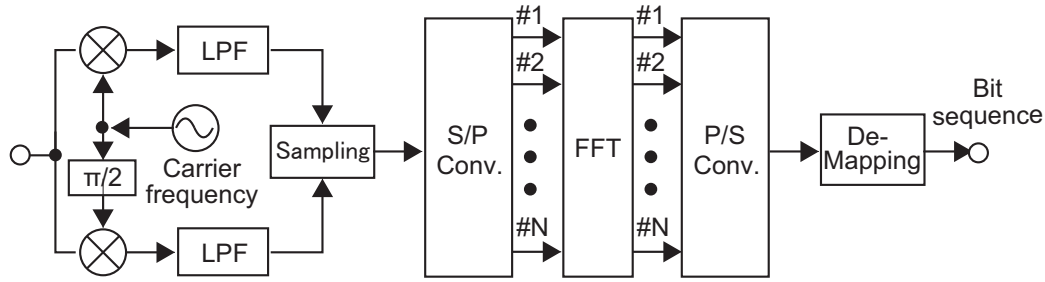 LPF
Carrier
frequency
π/2
LPF
Sampling
S/P
Conv.
#1
#2
#N
FFT
#1
#2
#N
P/S
Conv.
De-
Mapping
Bit
sequence